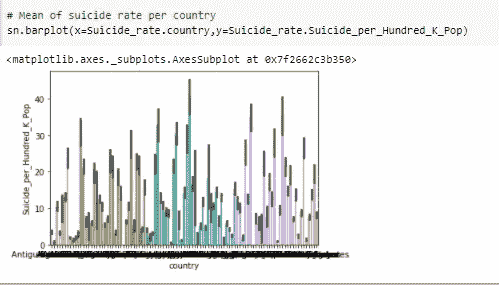 # Mean of suicide rate per country
sn.barplot(x=Suicide_rate.country,y=Suicide_rate.Suicide_per_Hundred_K_Pop)
<matplotlib.axes._subplots.AxesSubplot at 0x7f2662c3b350>
Suicide_per_Hundred_K_Pop
40
30
20
10
0
country